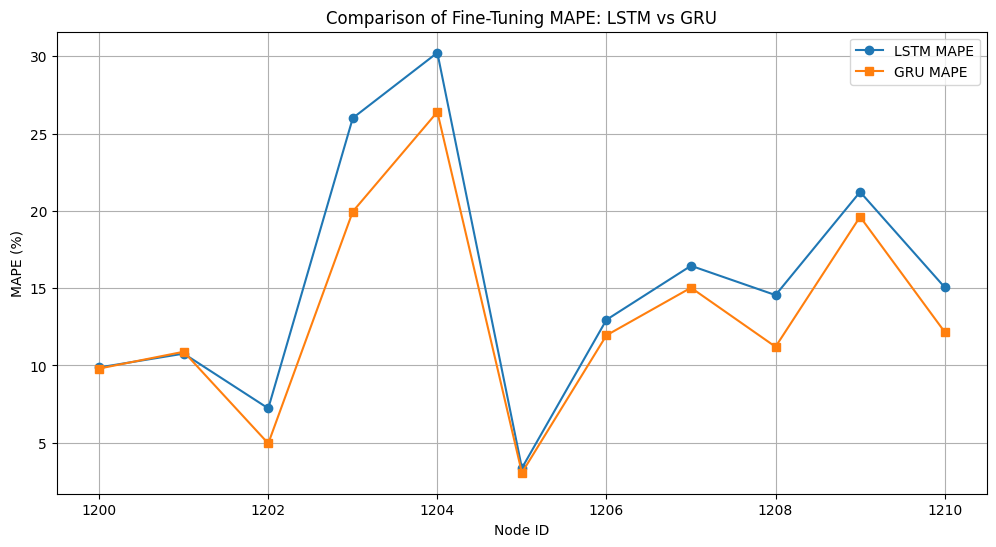 Comparison of Fine-Tuning MAPE: LSTM vs GRU
LSTM MAPE
GRU MAPE
MAPE (%)
30
25
20
15
10
5
1200
1202
1204
1206
1208
1210
Node ID